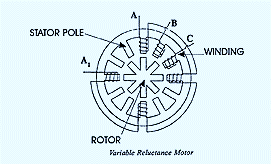 A
B
C
STATOR POLE
WINDING
A₁
ROTOR
Variable Reluctance Motor